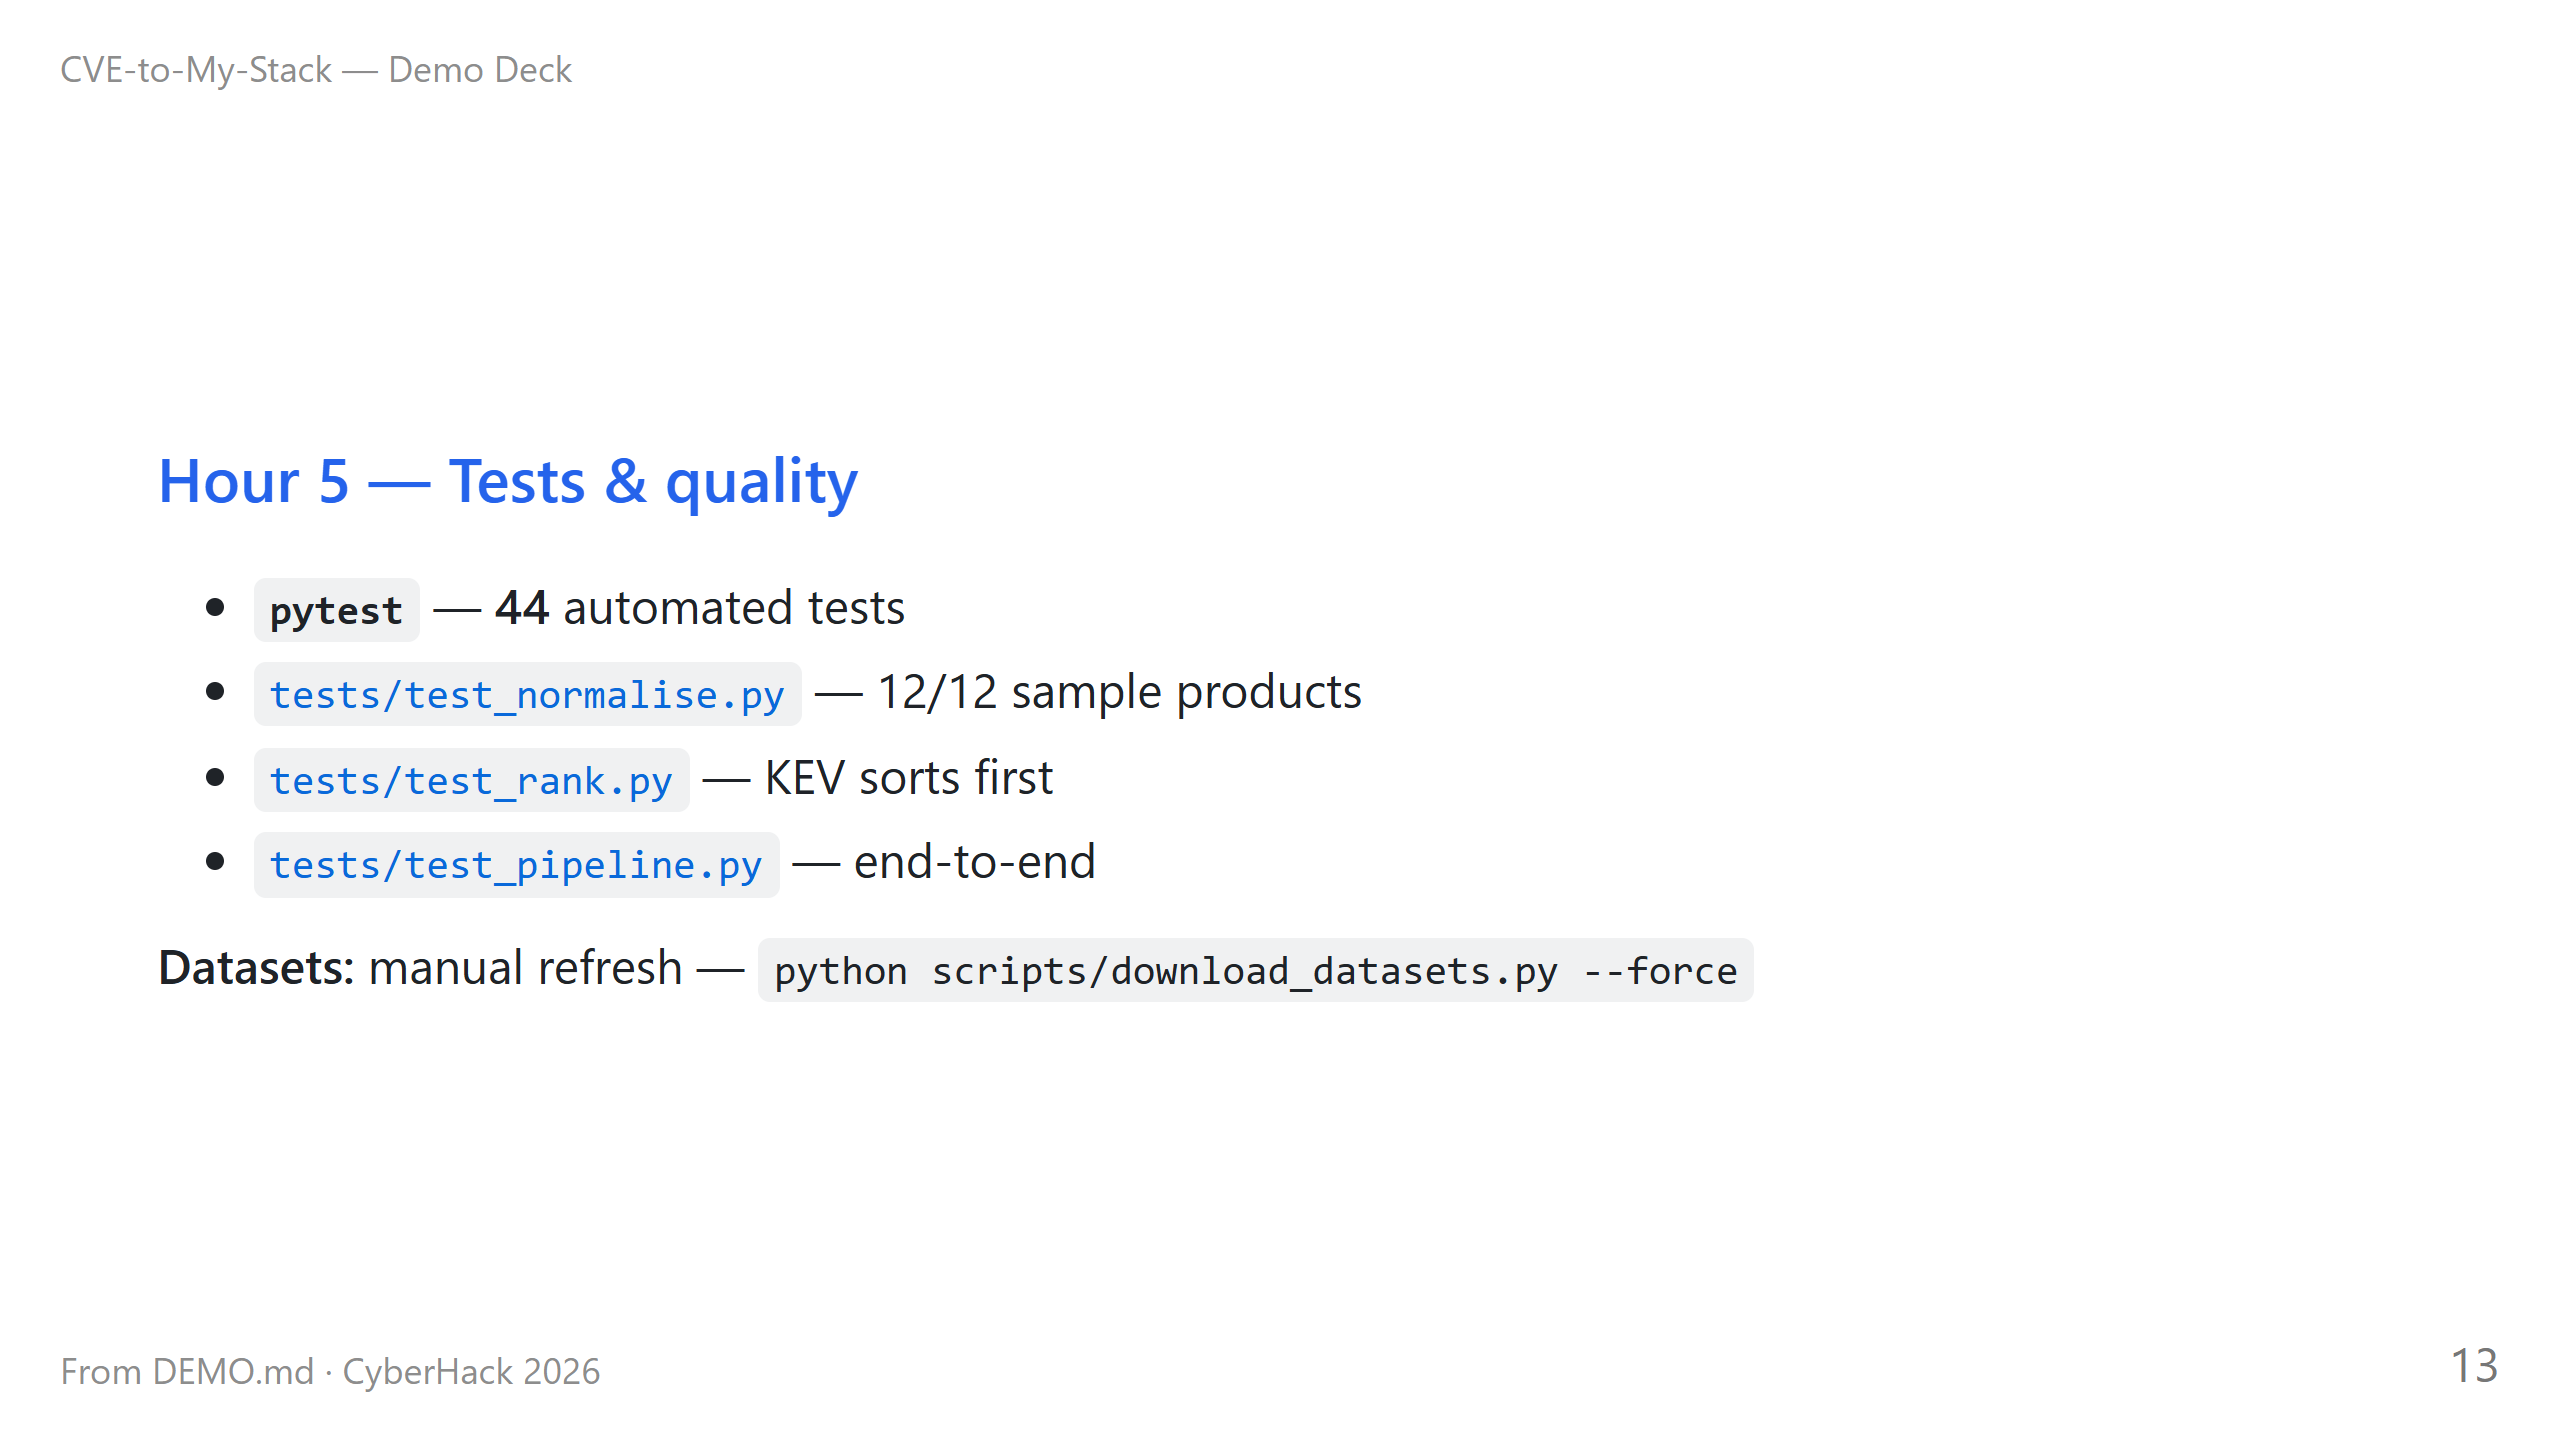 CVE-to-My-Stack — Demo Deck
Hour 5 — Tests & quality
• pytest — 44 automated tests
• tests/test_normalise.py — 12/12 sample products
• tests/test_rank.py — KEV sorts first
• tests/test_pipeline.py — end-to-end
Datasets: manual refresh — python scripts/download_datasets.py --force
From DEMO.md · CyberHack 2026
13